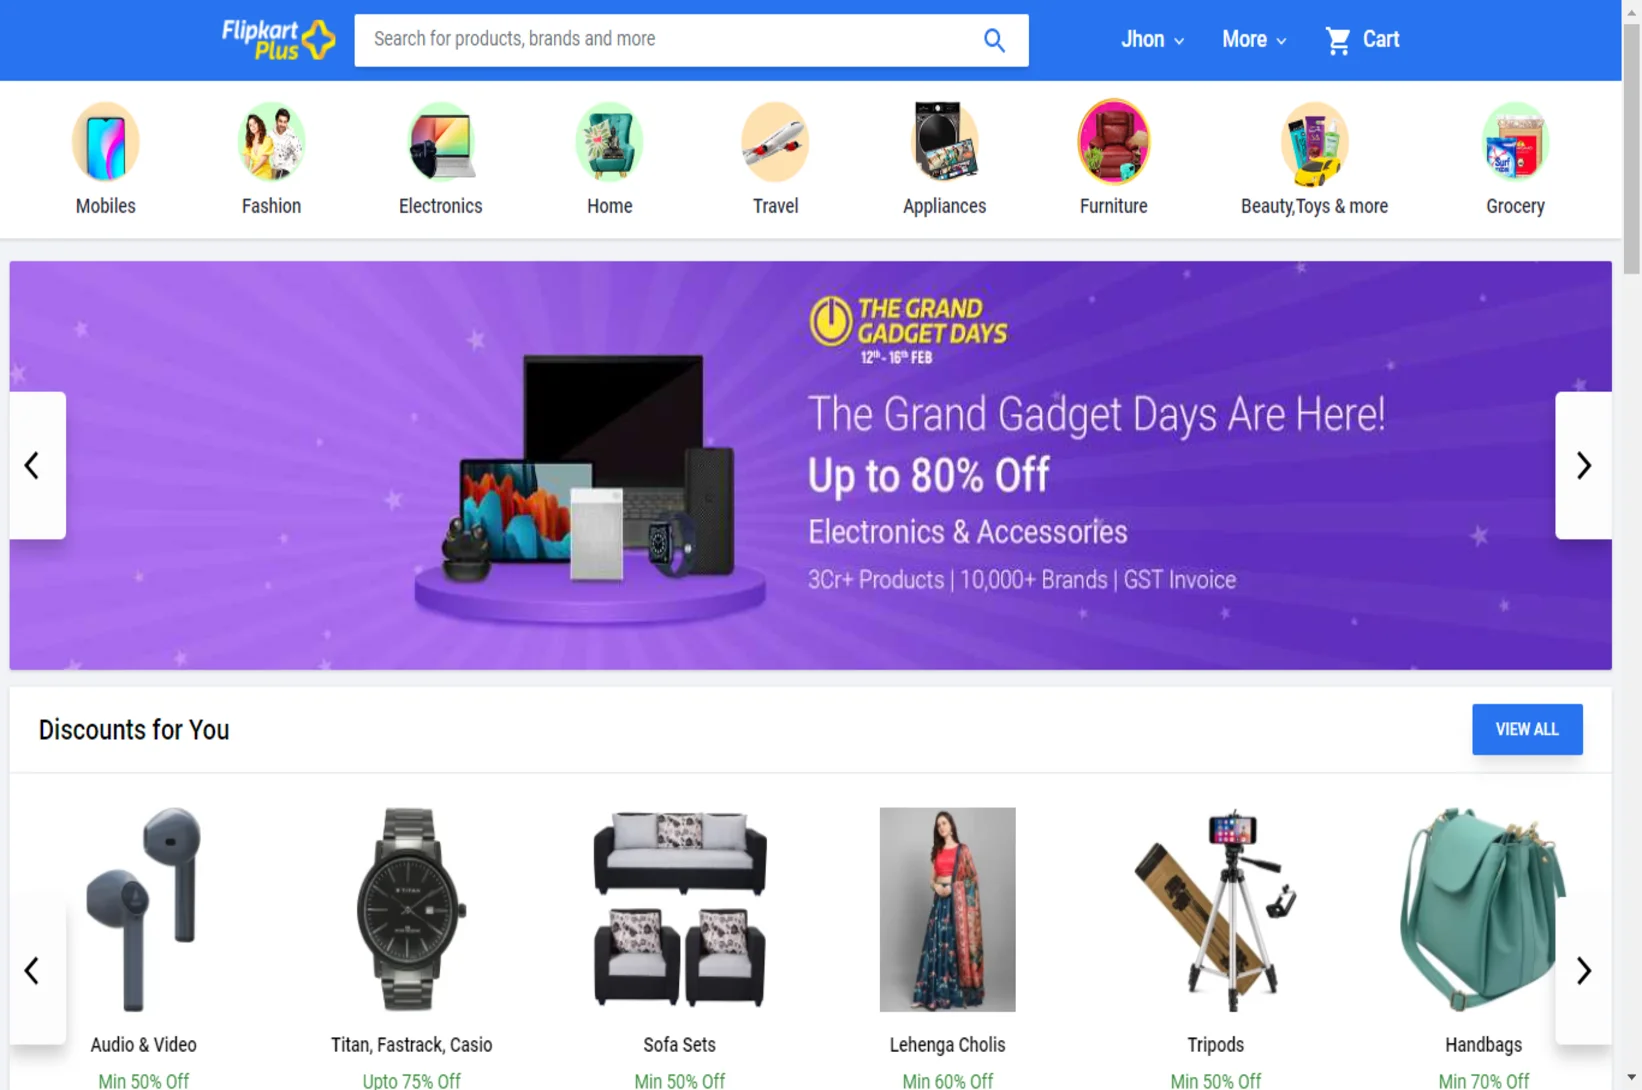 Flipkart
Plus
Search for products, brands and more
Jhon
More
Cart
Mobiles
Fashion
Electronics
Home
Travel
Appliances
Furniture
Beauty,Toys & more
Grocery
THE GRAND
GADGET DAYS
12th - 16th FEB
The Grand Gadget Days Are Here!
Up to 80% Off
Electronics & Accessories
3Cr+ Products | 10,000+ Brands | GST Invoice
Discounts for You
VIEW ALL
TITAN
Surf
Audio & Video
Titan, Fastrack, Casio
Sofa Sets
Lehenga Cholis
Tripods
Handbags
Min 50% Off
Upto 75% Off
Min 50% Off
Min 60% Off
Min 50% Off
Min 70% Off